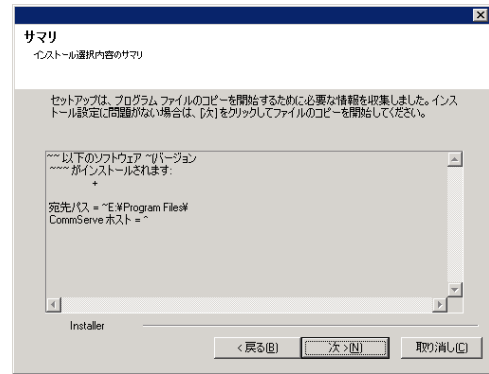 サマリ
インストール選択内容のサマリ
セットアップは、プログラム ファイルのコピーを開始するために必要な情報を収集しました。インス
トール設定に問題がない場合は、[次]をクリックしてファイルのコピーを開始してください。
~~ 以下のソフトウェア ~(バージョン
~~~~ がインストールされます:
+
宛先パス = ~E:¥Program Files¥
CommServe ホスト = ^
Installer
< 戻る(B)
次 >(N)
取り消し(C)